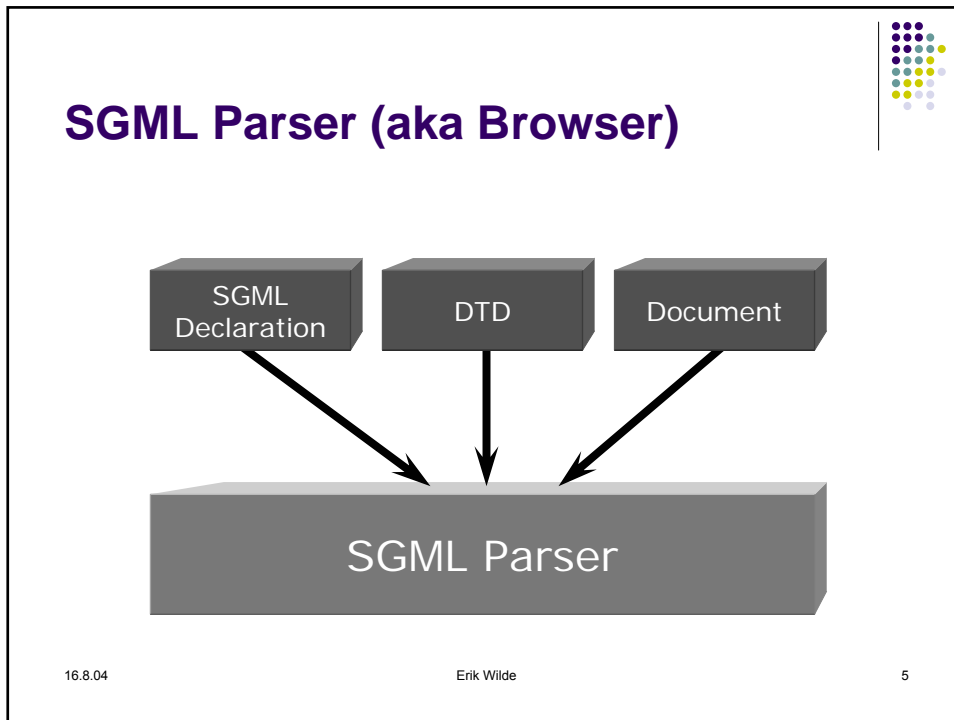 SGML Parser (aka Browser)
SGML
Declaration
DTD
Document
SGML Parser
16.8.04
Erik Wilde
5